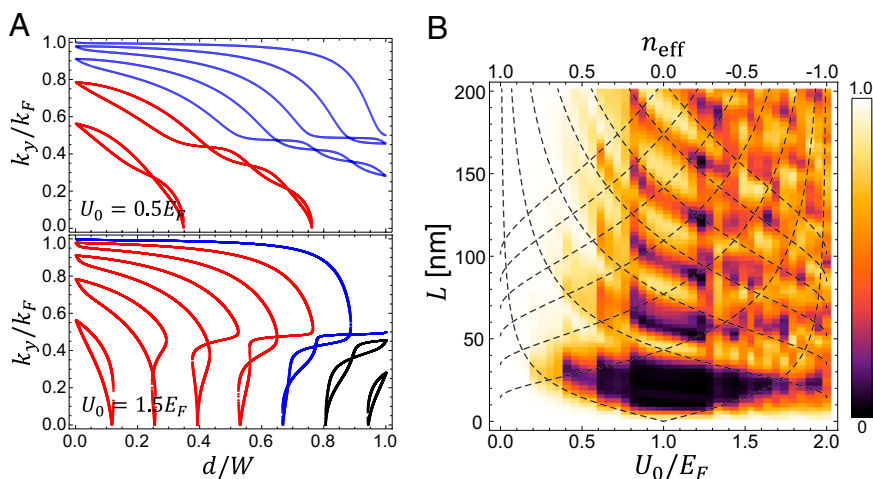 A
1.0
0.8
0.6
0.4
0.2
0.0
k_y/k_F
U_0 = 0.5E_F
1.0
0.8
0.6
0.4
0.2
0.0
k_y/k_F
U_0 = 1.5E_F
0.0 0.2 0.4 0.6 0.8 1.0
d/W
B
n_eff
1.0 0.4 0.0 -0.5 -1.0
200
150
100
50
0
L [nm]
0.0 0.5 1.0 1.5 2.0
U_0/E_F
1.0
0